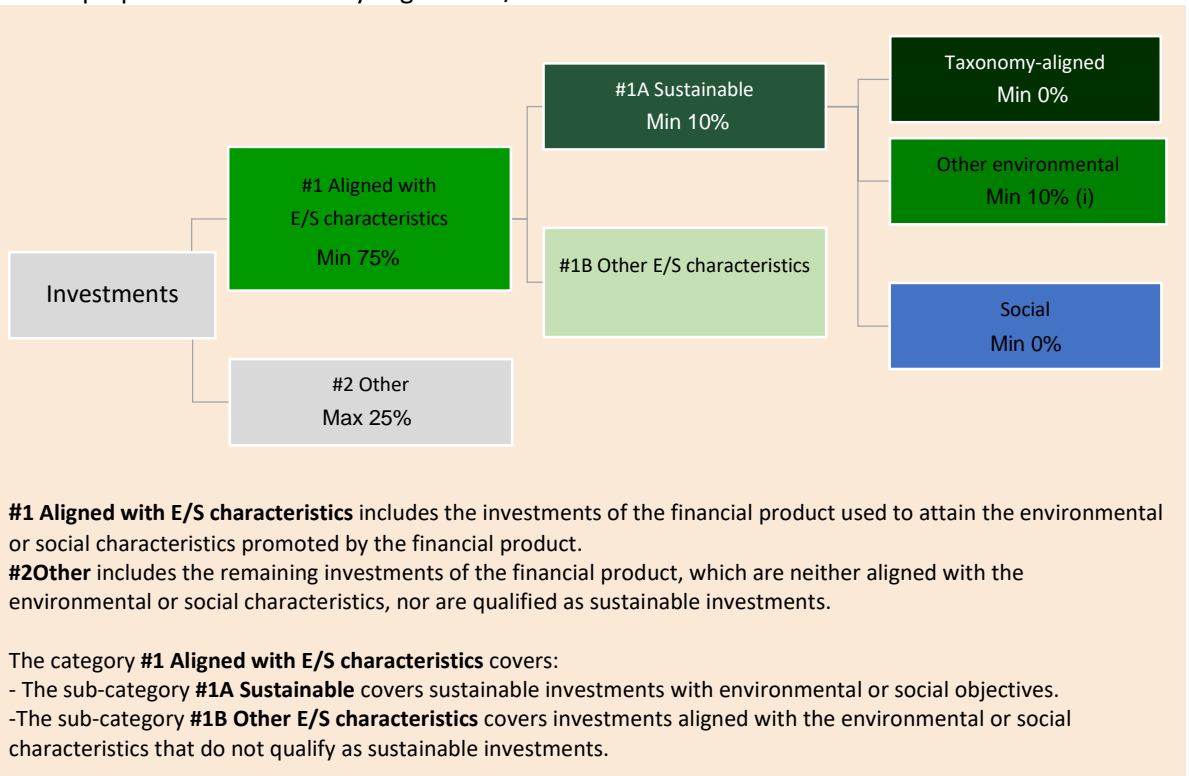 #1A Sustainable
Min 10%
Taxonomy-aligned
Min 0%
#1 Aligned with
E/S characteristics
Min 75%
Other environmental
Min 10% (i)
Investments
#1B Other E/S characteristics
Social
Min 0%
#2 Other
Max 25%
#1 Aligned with E/S characteristics includes the investments of the financial product used to attain the environmental
or social characteristics promoted by the financial product.
#2Other includes the remaining investments of the financial product, which are neither aligned with the
environmental or social characteristics, nor are qualified as sustainable investments.
The category #1 Aligned with E/S characteristics covers:
- The sub-category #1A Sustainable covers sustainable investments with environmental or social objectives.
-The sub-category #1B Other E/S characteristics covers investments aligned with the environmental or social
characteristics that do not qualify as sustainable investments.